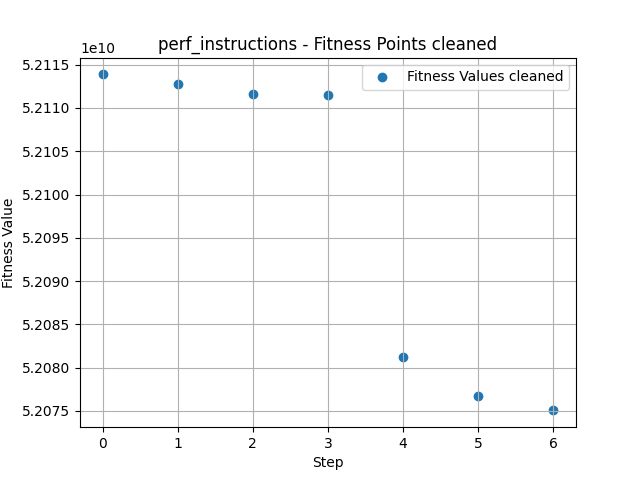 perf_instructions - Fitness Points cleaned
1e10
Fitness Values cleaned
5.2115
5.2110
5.2105
5.2100
5.2095
5.2090
5.2085
5.2080
5.2075
Fitness Value
0 1 2 3 4 5 6
Step